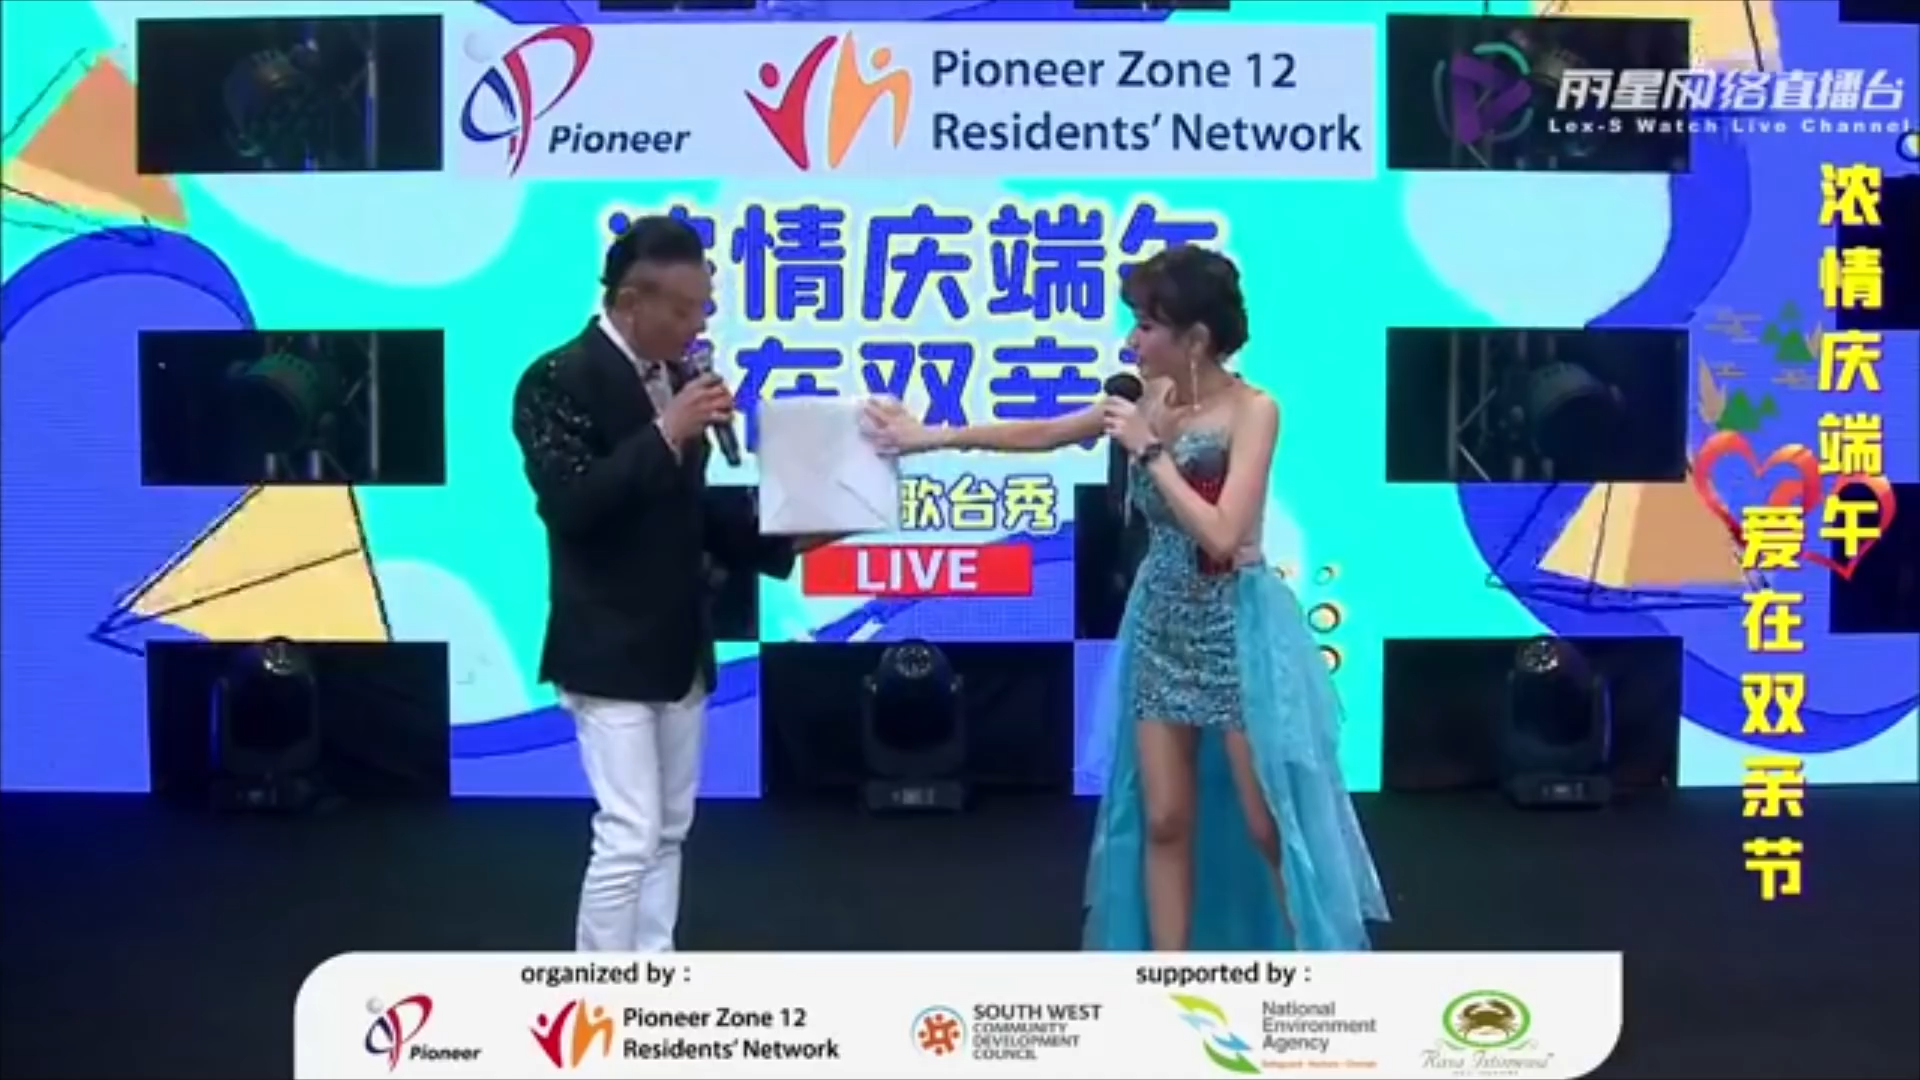 Pioneer
Pioneer Zone 12
Residents' Network
丽星网络直播台
Lex-S Watch Live Channel
浓情庆端午
在双亲
歌台秀
LIVE
浓情庆端午
爱在双亲节
organized by :
supported by :
Pioneer
Pioneer Zone 12
Residents' Network
SOUTH WEST
COMMUNITY
DEVELOPMENT
COUNCIL
National
Environment
Agency